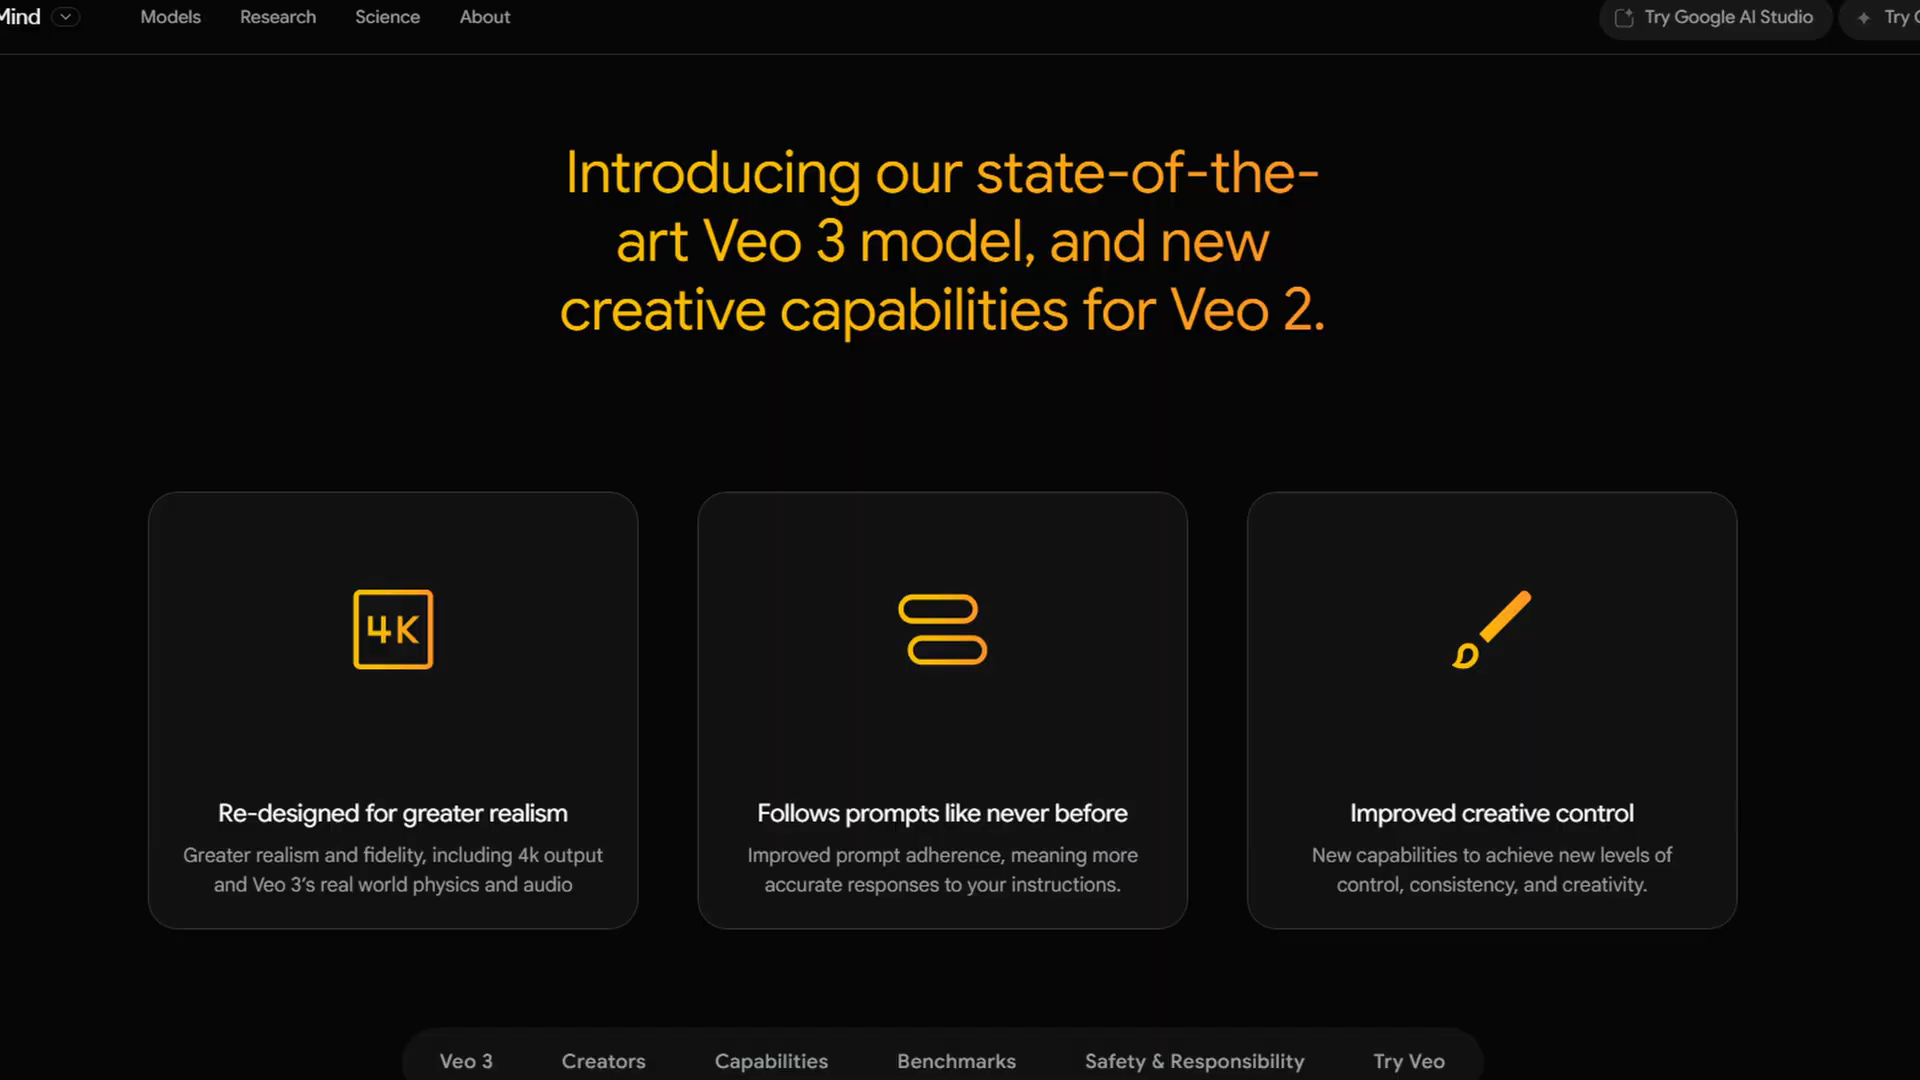 Mind
Models
Research
Science
About
Try Google AI Studio
Try
Introducing our state-of-the-
art Veo 3 model, and new
creative capabilities for Veo 2.
4K
Re-designed for greater realism
Greater realism and fidelity, including 4k output
and Veo 3's real world physics and audio
Follows prompts like never before
Improved prompt adherence, meaning more
accurate responses to your instructions.
Improved creative control
New capabilities to achieve new levels of
control, consistency, and creativity.
Veo 3
Creators
Capabilities
Benchmarks
Safety & Responsibility
Try Veo